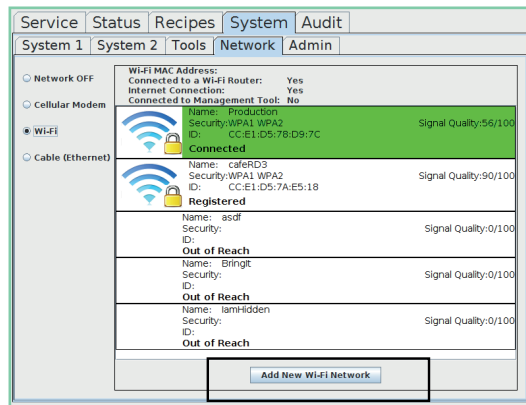 Service Status Recipes System Audit
System 1 System 2 Tools Network Admin
Network OFF
Cellular Modem
Wi-Fi
Cable (Ethernet)
Wi-Fi MAC Address:
Connected to a Wi-Fi Router: Yes
Internet Connection: Yes
Connected to Management Tool: No
Name: Production
Security:WPA1 WPA2 Signal Quality:56/100
ID: CC:E1:D5:78:D9:7C
Connected
Name: cafeRD3
Security:WPA1 WPA2 Signal Quality:90/100
ID: CC:E1:D5:7A:E5:18
Registered
Name: asdf
Security: Signal Quality:0/100
ID:
Out of Reach
Name: BringIt
Security: Signal Quality:0/100
ID:
Out of Reach
Name: IamHidden
Security: Signal Quality:0/100
ID:
Out of Reach
Add New Wi-Fi Network